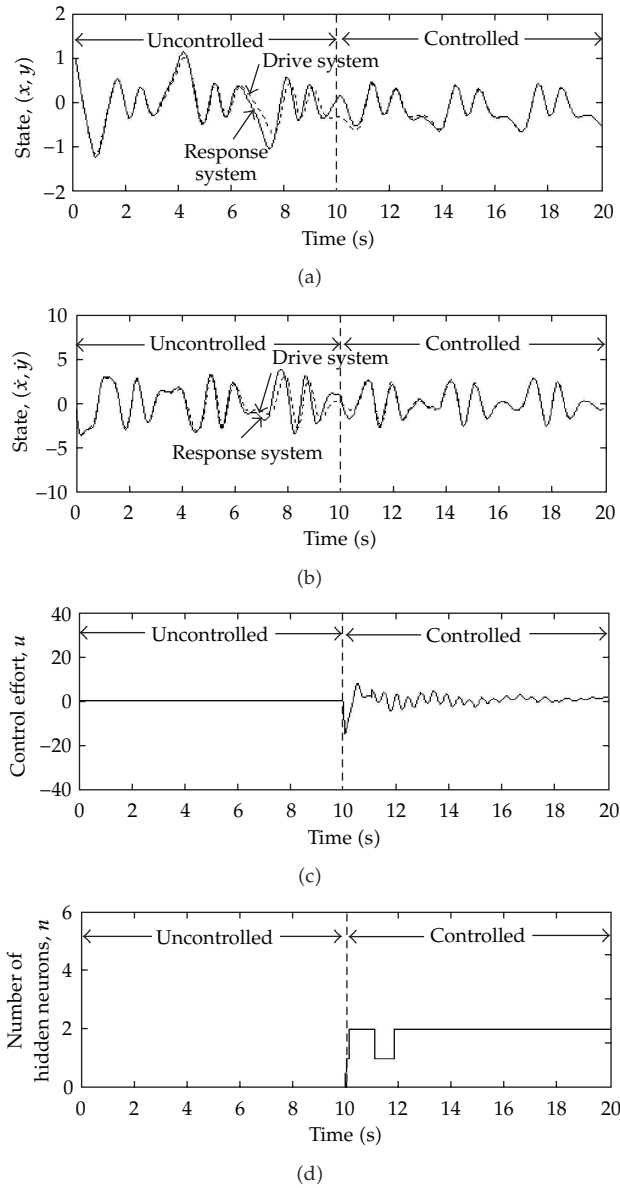 2
Uncontrolled
Controlled
1
Drive system
0
Response
system
−1
−2
State, (x, y)
0 2 4 6 8 10 12 14 16 18 20
Time (s)
(a)
10
Uncontrolled
Controlled
5
Drive system
0
Response system
−5
−10
State, (ẋ, ẏ)
0 2 4 6 8 10 12 14 16 18 20
Time (s)
(b)
40
Uncontrolled
Controlled
20
0
−20
−40
Control effort, u
0 2 4 6 8 10 12 14 16 18 20
Time (s)
(c)
6
Uncontrolled
Controlled
4
2
0
Number of
hidden neurons, n
0 2 4 6 8 10 12 14 16 18 20
Time (s)
(d)